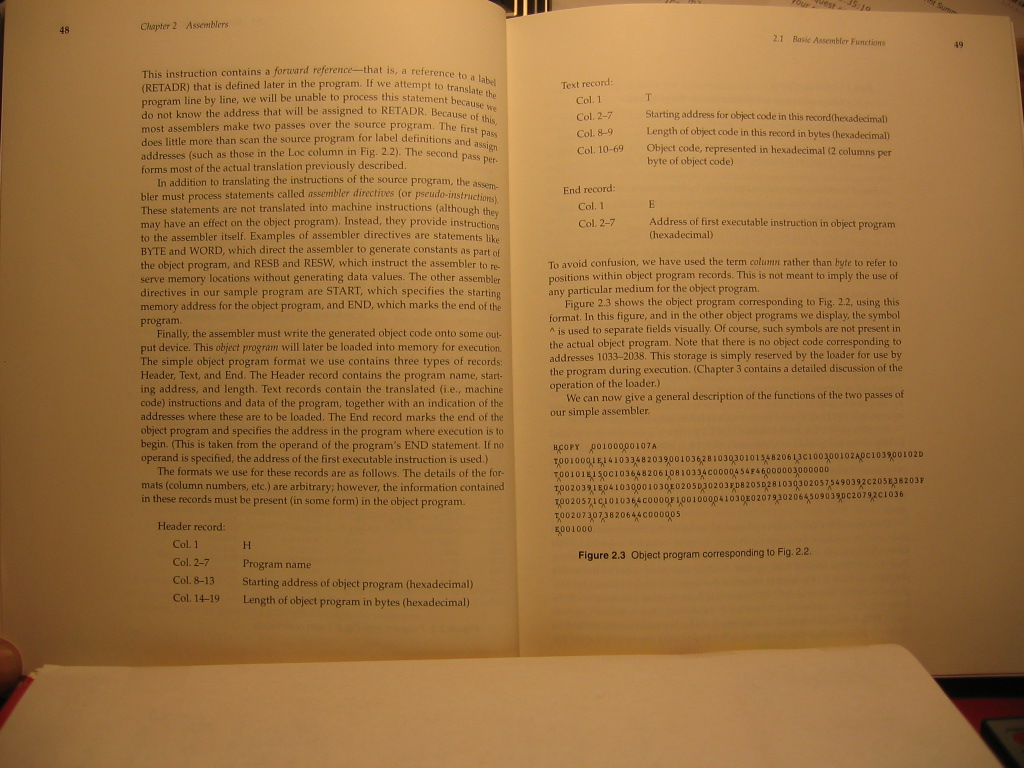 48
Chapter 2 Assemblers
This instruction contains a forward reference—that is, a reference to a label
(RETADR) that is defined later in the program. If we attempt to translate the
program line by line, we will be unable to process this statement because we
do not know the address that will be assigned to RETADR. Because of this,
most assemblers make two passes over the source program. The first pass
does little more than scan the source program for label definitions and assign
addresses (such as those in the Loc column in Fig. 2.2). The second pass per-
forms most of the actual translation previously described.
In addition to translating the instructions of the source program, the assem-
bler must process statements called assembler directives (or pseudo-instructions).
These statements are not translated into machine instructions (although they
may have an effect on the object program). Instead, they provide instructions
to the assembler itself. Examples of assembler directives are statements like
BYTE and WORD, which direct the assembler to generate constants as part of
the object program, and RESB and RESW, which instruct the assembler to re-
serve memory locations without generating data values. The other assembler
directives in our sample program are START, which specifies the starting
memory address for the object program, and END, which marks the end of the
program.
Finally, the assembler must write the generated object code onto some out-
put device. This object program will later be loaded into memory for execution.
The simple object program format we use contains three types of records:
Header, Text, and End. The Header record contains the program name, start-
ing address, and length. Text records contain the translated (i.e., machine
code) instructions and data of the program, together with an indication of the
addresses where these are to be loaded. The End record marks the end of the
object program and specifies the address in the program where execution is to
begin. (This is taken from the operand of the program's END statement. If no
operand is specified, the address of the first executable instruction is used.)
The formats we use for these records are as follows. The details of the for-
mats (column numbers, etc.) are arbitrary; however, the information contained
in these records must be present (in some form) in the object program.
Header record:
Col. 1 H
Col. 2–7 Program name
Col. 8–13 Starting address of object program (hexadecimal)
Col. 14–19 Length of object program in bytes (hexadecimal)
2.1 Basic Assembler Functions
49
Text record:
Col. 1 T
Col. 2–7 Starting address for object code in this record(hexadecimal)
Col. 8–9 Length of object code in this record in bytes (hexadecimal)
Col. 10–69 Object code, represented in hexadecimal (2 columns per
byte of object code)
End record:
Col. 1 E
Col. 2–7 Address of first executable instruction in object program
(hexadecimal)
To avoid confusion, we have used the term column rather than byte to refer to
positions within object program records. This is not meant to imply the use of
any particular medium for the object program.
Figure 2.3 shows the object program corresponding to Fig. 2.2, using this
format. In this figure, and in the other object programs we display, the symbol
^ is used to separate fields visually. Of course, such symbols are not present in
the actual object program. Note that there is no object code corresponding to
addresses 1033–2038. This storage is simply reserved by the loader for use by
the program during execution. (Chapter 3 contains a detailed discussion of the
operation of the loader.)
We can now give a general description of the functions of the two passes of
our simple assembler.
H^COPY ^001000^00107A
T^001000^1E^141033^482039^001036^281030^301015^482061^3C1003^00102A^0C1039^00102D
T^00101E^15^0C1036^482061^081033^4C0000^454F46^000003^000000
T^002039^1E^041030^001030^E0205D^30203F^D8205D^281030^302057^549039^2C205E^38203F
T^002057^1C^101036^4C0000^F1^001000^041030^E02079^302064^509039^DC2079^2C1036
T^002073^07^382064^4C0000^05
E^001000
Figure 2.3 Object program corresponding to Fig. 2.2.